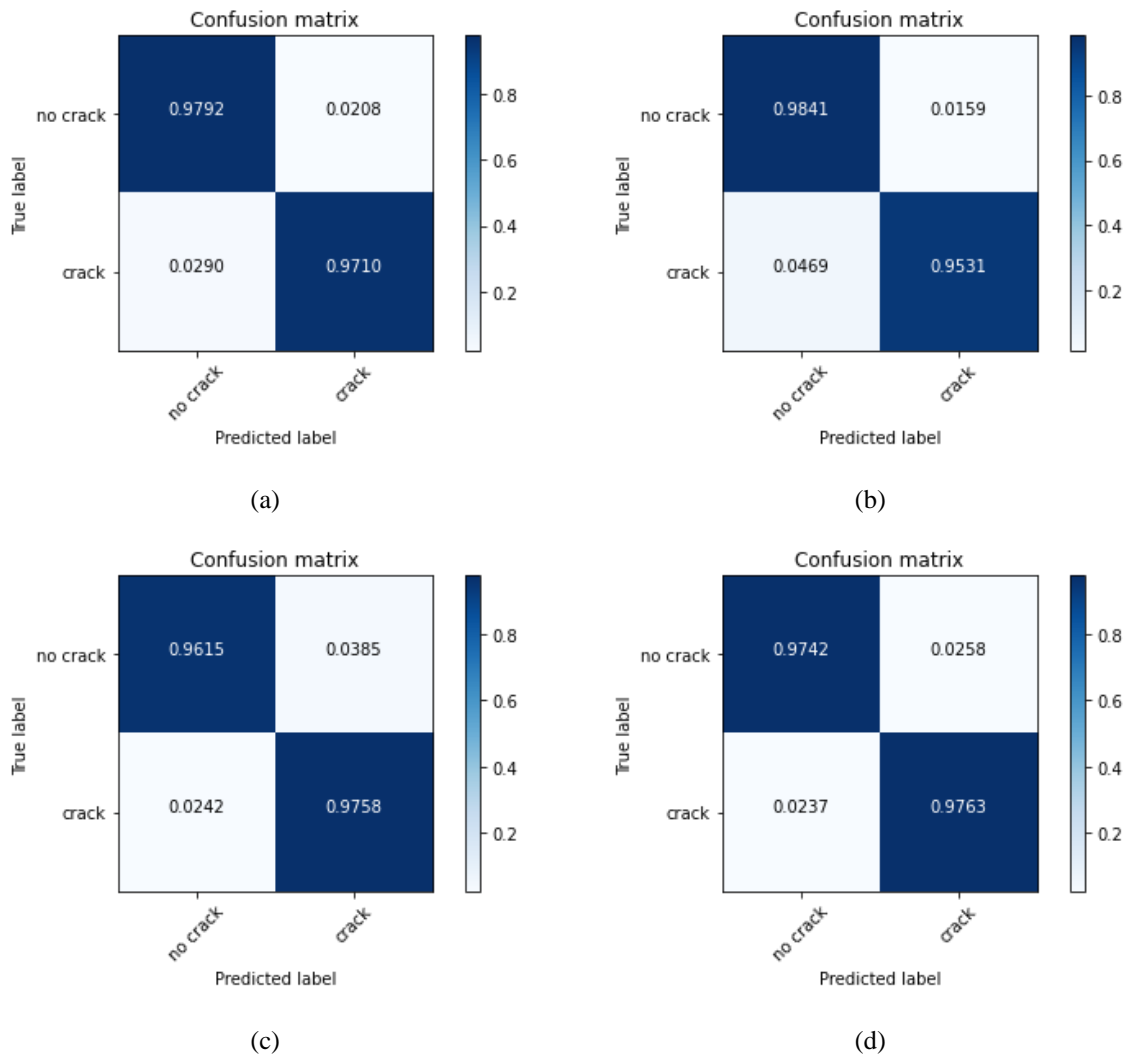 Confusion matrix
no crack
crack
True label
0.9792 0.0208
0.0290 0.9710
no crack crack
Predicted label
0.8
0.6
0.4
0.2
(a)
Confusion matrix
no crack
crack
True label
0.9841 0.0159
0.0469 0.9531
no crack crack
Predicted label
0.8
0.6
0.4
0.2
(b)
Confusion matrix
no crack
crack
True label
0.9615 0.0385
0.0242 0.9758
no crack crack
Predicted label
0.8
0.6
0.4
0.2
(c)
Confusion matrix
no crack
crack
True label
0.9742 0.0258
0.0237 0.9763
no crack crack
Predicted label
0.8
0.6
0.4
0.2
(d)